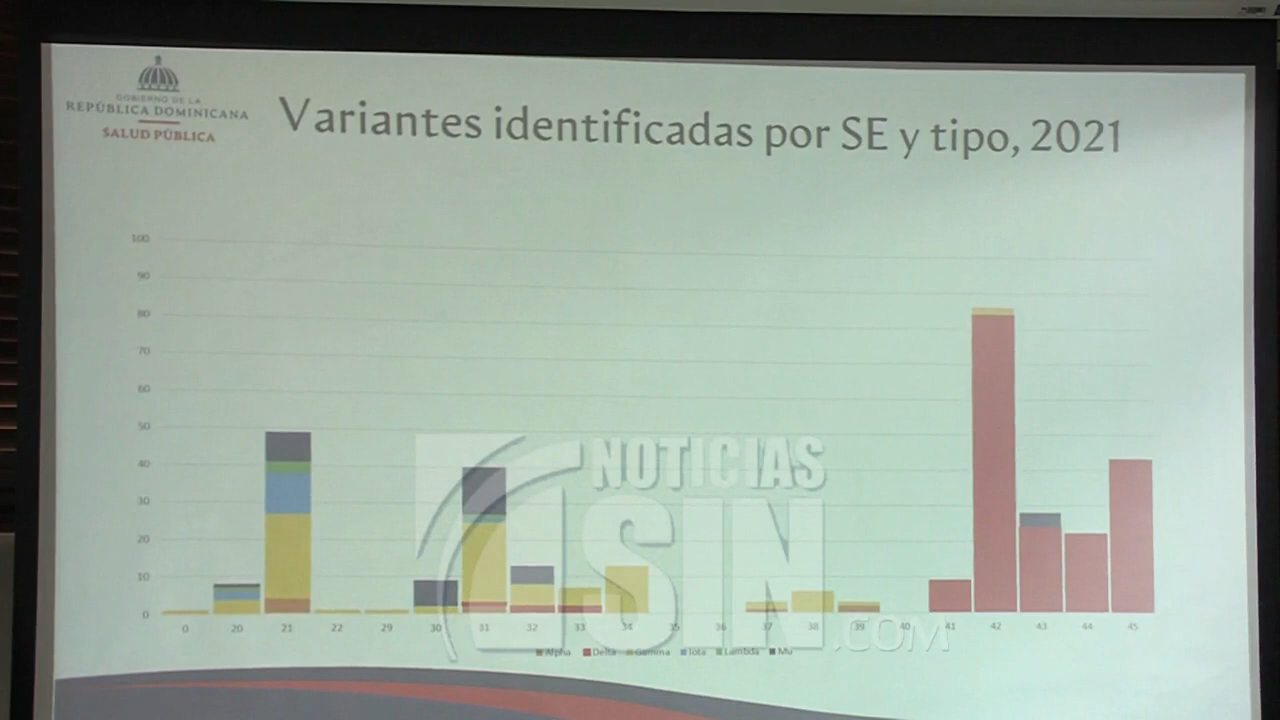 GOBIERNO DE LA
REPÚBLICA DOMINICANA
SALUD PÚBLICA
Variantes identificadas por SE y tipo, 2021
100
90
80
70
60
50
40
30
20
10
0
0 20 21 22 29 30 31 32 33 34 35 36 37 38 39 40 41 42 43 44 45
Alpha Delta Gamma Iota Lambda Mu
NOTICIAS
SIN
.COM